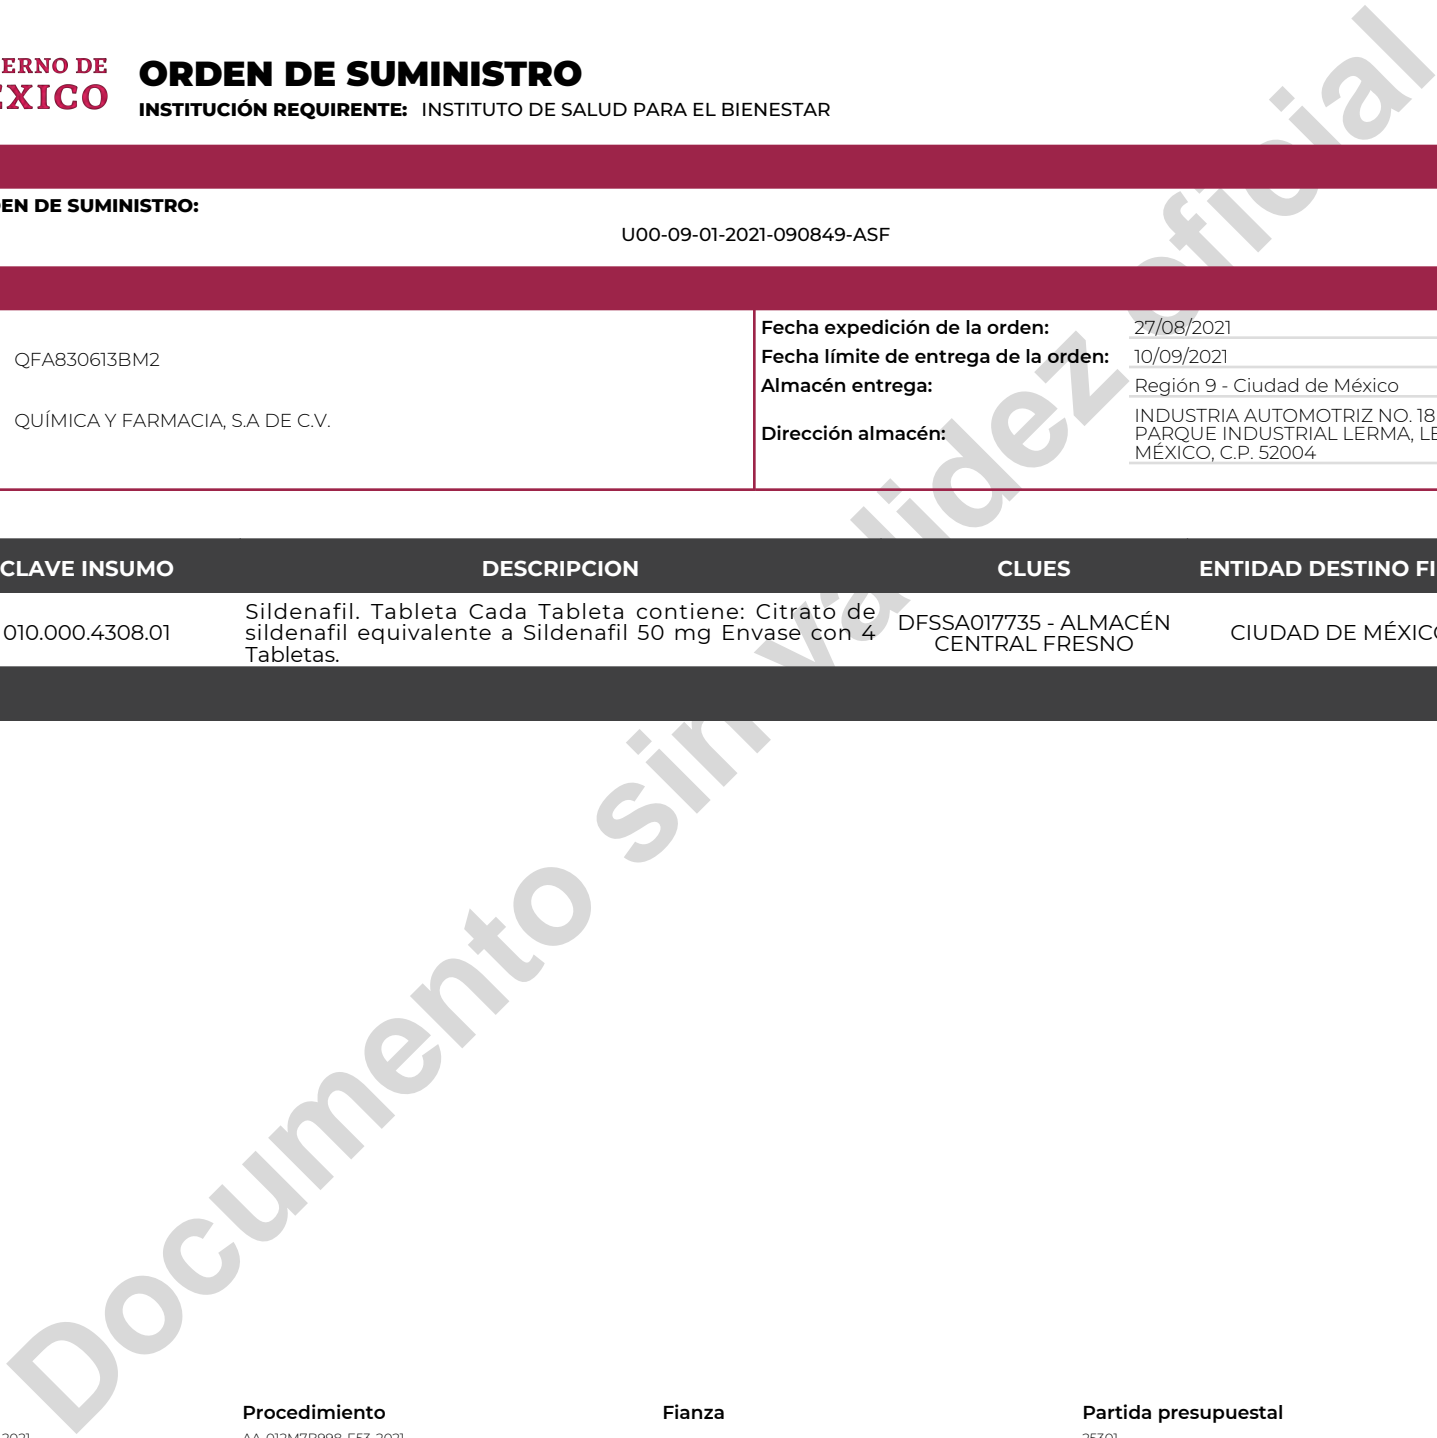 ERNO DE
ÉXICO
ORDEN DE SUMINISTRO
INSTITUCIÓN REQUIRENTE: INSTITUTO DE SALUD PARA EL BIENESTAR
EN DE SUMINISTRO:
U00-09-01-2021-090849-ASF
QFA830613BM2
QUÍMICA Y FARMACIA, S.A DE C.V.
Fecha expedición de la orden: 27/08/2021
Fecha límite de entrega de la orden: 10/09/2021
Almacén entrega: Región 9 - Ciudad de México
Dirección almacén:
INDUSTRIA AUTOMOTRIZ NO. 18
PARQUE INDUSTRIAL LERMA, LE
MÉXICO, C.P. 52004
CLAVE INSUMO DESCRIPCION CLUES ENTIDAD DESTINO FI
010.000.4308.01
Sildenafil. Tableta Cada Tableta contiene: Citrato de
sildenafil equivalente a Sildenafil 50 mg Envase con 4
Tabletas.
DFSSA017735 - ALMACÉN
CENTRAL FRESNO
CIUDAD DE MÉXICO
Documento sin validez oficial
Procedimiento Fianza Partida presupuestal